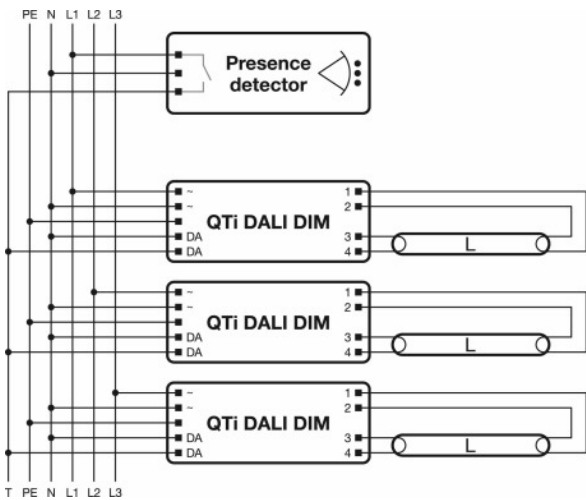 PE N L1 L2 L3
Presence
detector
~ 1
~ 2
QTi DALI DIM
DA 3 L
DA 4
~ 1
~ 2
QTi DALI DIM
DA 3 L
DA 4
~ 1
~ 2
QTi DALI DIM
DA 3 L
DA 4
T PE N L1 L2 L3